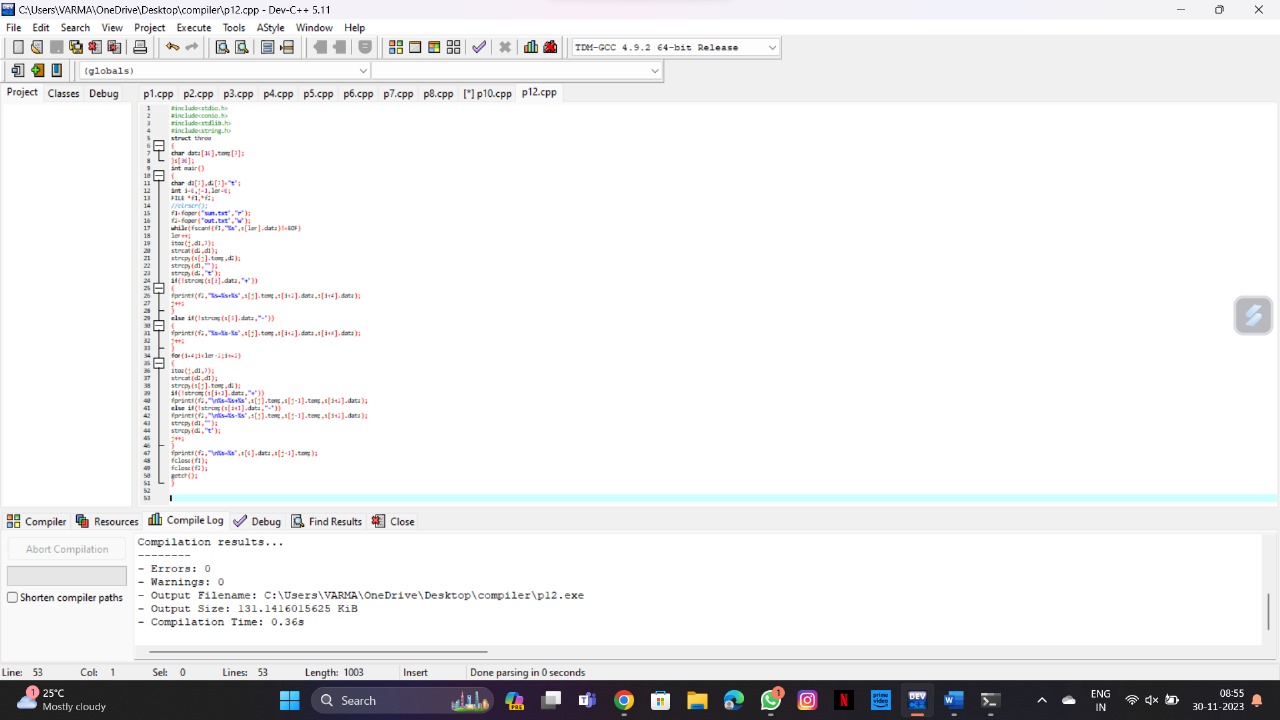 C:\Users\VARMA\OneDrive\Desktop\compiler\p12.cpp - Dev-C++ 5.11
File Edit Search View Project Execute Tools AStyle Window Help
TDM-GCC 4.9.2 64-bit Release
(globals)
Project Classes Debug p1.cpp p2.cpp p3.cpp p4.cpp p5.cpp p6.cpp p7.cpp p8.cpp [*] p10.cpp p12.cpp
1 #include<stdio.h>
2 #include<conio.h>
3 #include<stdlib.h>
4 #include<string.h>
5 struct three
6 {
7 char data[10],temp[7];
8 }s[30];
9 int main()
10 {
11 char d1[7],d2[7]="t";
12 int i=0,j=1,len=0;
13 FILE *f1,*f2;
14 //clrscr();
15 f1=fopen("sum.txt","r");
16 f2=fopen("out.txt","w");
17 while(fscanf(f1,"%s",s[len].data)!=EOF)
18 len++;
19 itoa(j,d1,7);
20 strcat(d2,d1);
21 strcpy(s[j].temp,d2);
22 strcpy(d1,"");
23 strcpy(d2,"t");
24 if(!strcmp(s[3].data,"+"))
25 {
26 fprintf(f2,"%s=%s+%s",s[j].temp,s[i+2].data,s[i+4].data);
27 j++;
28 }
29 else if(!strcmp(s[3].data,"-"))
30 {
31 fprintf(f2,"%s=%s-%s",s[j].temp,s[i+2].data,s[i+4].data);
32 j++;
33 }
34 for(i=4;i<len-2;i+=2)
35 {
36 itoa(j,d1,7);
37 strcat(d2,d1);
38 strcpy(s[j].temp,d2);
39 if(!strcmp(s[i+1].data,"+"))
40 fprintf(f2,"\n%s=%s+%s",s[j].temp,s[j-1].temp,s[i+2].data);
41 else if(!strcmp(s[i+1].data,"-"))
42 fprintf(f2,"\n%s=%s-%s",s[j].temp,s[j-1].temp,s[i+2].data);
43 strcpy(d1,"");
44 strcpy(d2,"t");
45 j++;
46 }
47 fprintf(f2,"\n%s=%s",s[0].data,s[j-1].temp);
48 fclose(f1);
49 fclose(f2);
50 getch();
51 }
52
53
Compiler Resources Compile Log Debug Find Results Close
Abort Compilation
Shorten compiler paths
Compilation results...
--------
- Errors: 0
- Warnings: 0
- Output Filename: C:\Users\VARMA\OneDrive\Desktop\compiler\p12.exe
- Output Size: 131.1416015625 KiB
- Compilation Time: 0.36s
Line: 53 Col: 1 Sel: 0 Lines: 53 Length: 1003 Insert Done parsing in 0 seconds
1 25°C
Mostly cloudy
Search
1
ENG
IN
08:55
30-11-2023